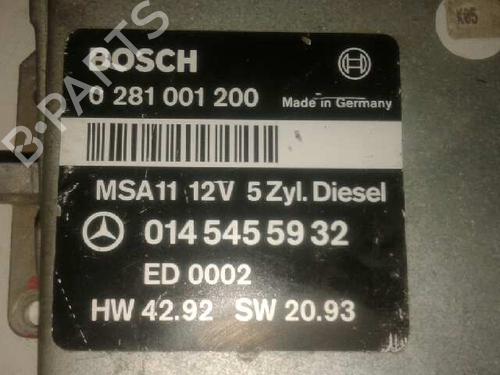 K05
BOSCH
0 281 001 200
Made in Germany
MSA11 12V 5 Zyl. Diesel
014 545 59 32
ED 0002
HW 42.92 SW 20.93
B-PARTS